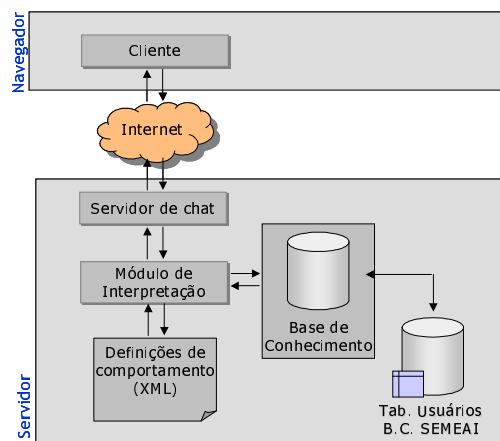 Navegador
Cliente
Internet
Servidor
Servidor de chat
Módulo de
Interpretação
Base de
Conhecimento
Definições de
comportamento
(XML)
Tab. Usuários
B.C. SEMEAI